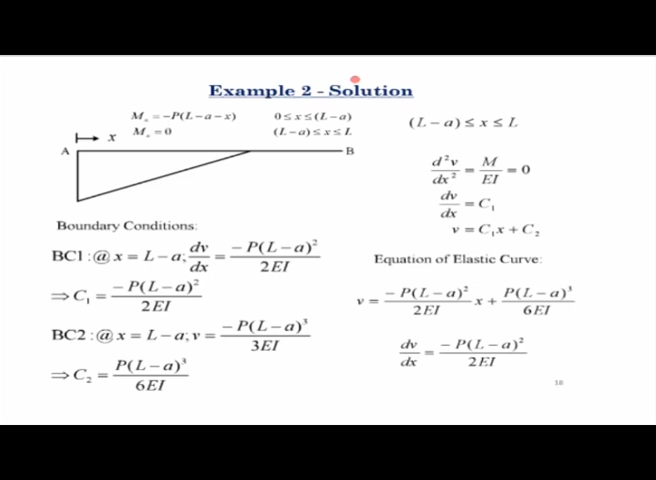 Example 2 - Solution
Mₓ = −P(L − a − x)    0 ≤ x ≤ (L − a)
Mₓ = 0    (L − a) ≤ x ≤ L
x
A
B
Boundary Conditions:
BC1 : @ x = L − a; dv/dx = −P(L − a)²/2EI
⇒ C₁ = −P(L − a)²/2EI
BC2 : @ x = L − a; v = −P(L − a)³/3EI
⇒ C₂ = P(L − a)³/6EI
(L − a) ≤ x ≤ L
d²v/dx² = M/EI = 0
dv/dx = C₁
v = C₁x + C₂
Equation of Elastic Curve:
v = −P(L − a)²/2EI x + P(L − a)³/6EI
dv/dx = −P(L − a)²/2EI
18